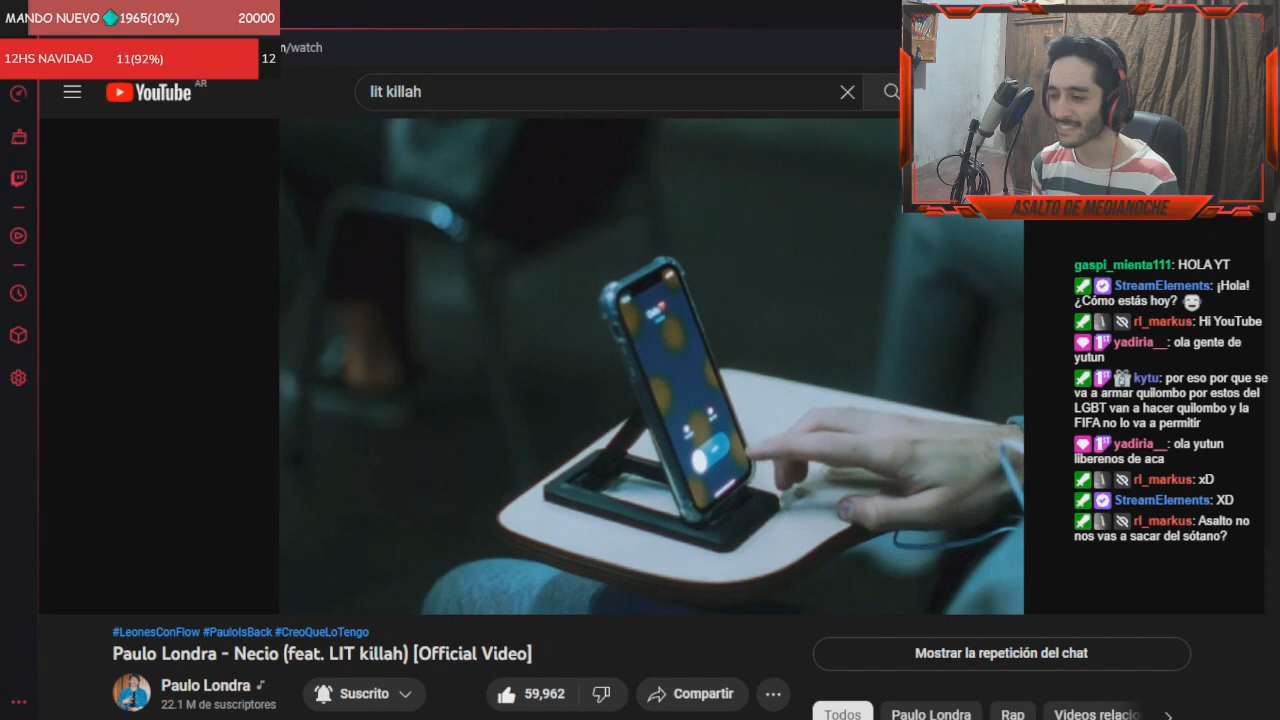 MANDO NUEVO 1965(10%) 20000
12HS NAVIDAD 11(92%) 12
n/watch
YouTube AR
lit killah
ASALTO DE MEDIANOCHE
gaspi_mienta111: HOLA YT
StreamElements: ¡Hola!
¿Cómo estás hoy?
rl_markus: Hi YouTube
yadiria__: ola gente de
yutun
kytu: por eso por que se
va a armar quilombo por estos del
LGBT van a hacer quilombo y la
FIFA no lo va a permitir
yadiria__: ola yutun
liberenos de aca
rl_markus: xD
StreamElements: XD
rl_markus: Asalto no
nos vas a sacar del sótano?
#LeonesConFlow #PauloIsBack #CreoQueLoTengo
Paulo Londra - Necio (feat. LIT killah) [Official Video]
Paulo Londra
22.1 M de suscriptores
Suscrito
59,962
Compartir
Mostrar la repetición del chat
Todos
Paulo Londra
Rap
Videos relacio